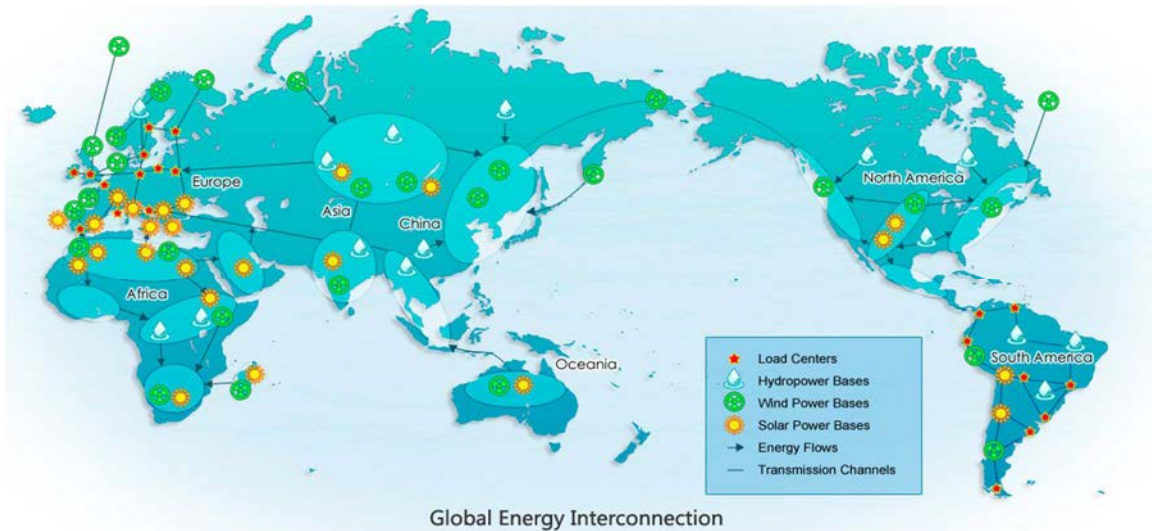 Europe
Asia
China
Africa
Oceania
North America
South America
Load Centers
Hydropower Bases
Wind Power Bases
Solar Power Bases
Energy Flows
Transmission Channels
Global Energy Interconnection